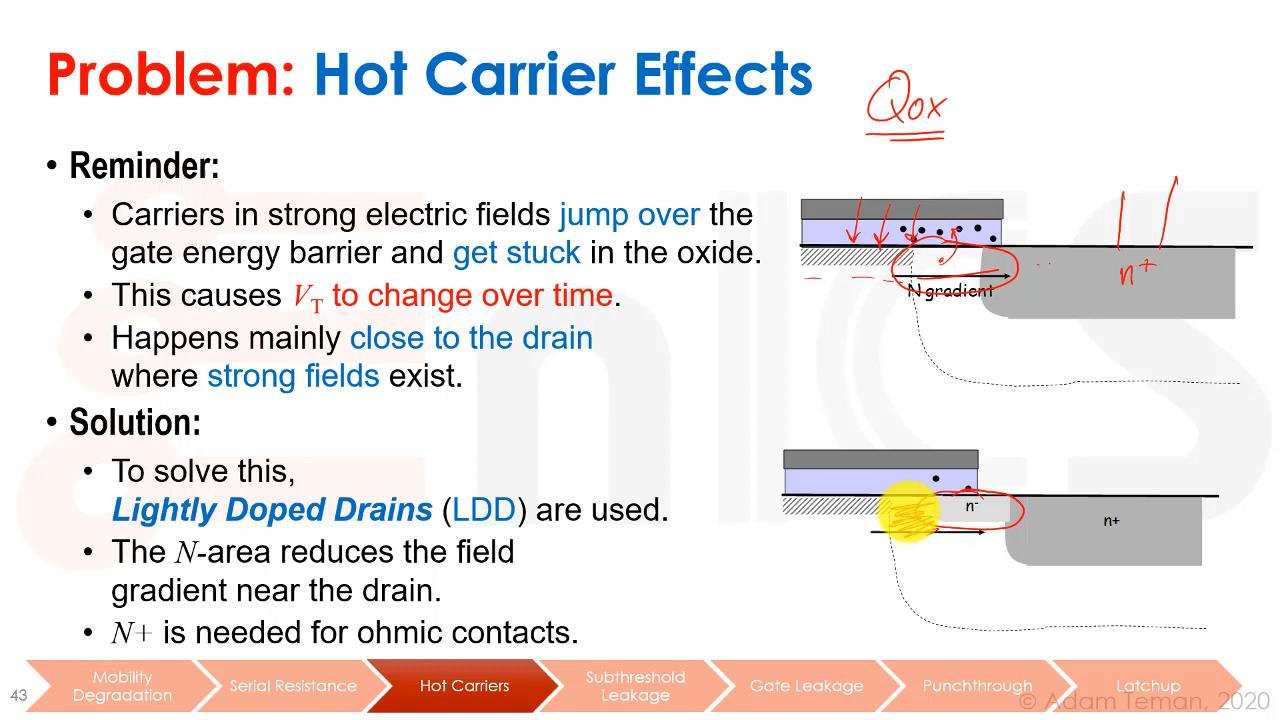 Problem: Hot Carrier Effects
Qox
• Reminder:
• Carriers in strong electric fields jump over the
gate energy barrier and get stuck in the oxide.
• This causes VT to change over time.
• Happens mainly close to the drain
where strong fields exist.
N gradient
n+
• Solution:
• To solve this,
Lightly Doped Drains (LDD) are used.
• The N-area reduces the field
gradient near the drain.
• N+ is needed for ohmic contacts.
n-
n+
43
Mobility
Degradation
Serial Resistance
Hot Carriers
Subthreshold
Leakage
Gate Leakage
Punchthrough
Latchup
© Adam Teman, 2020
EnICS